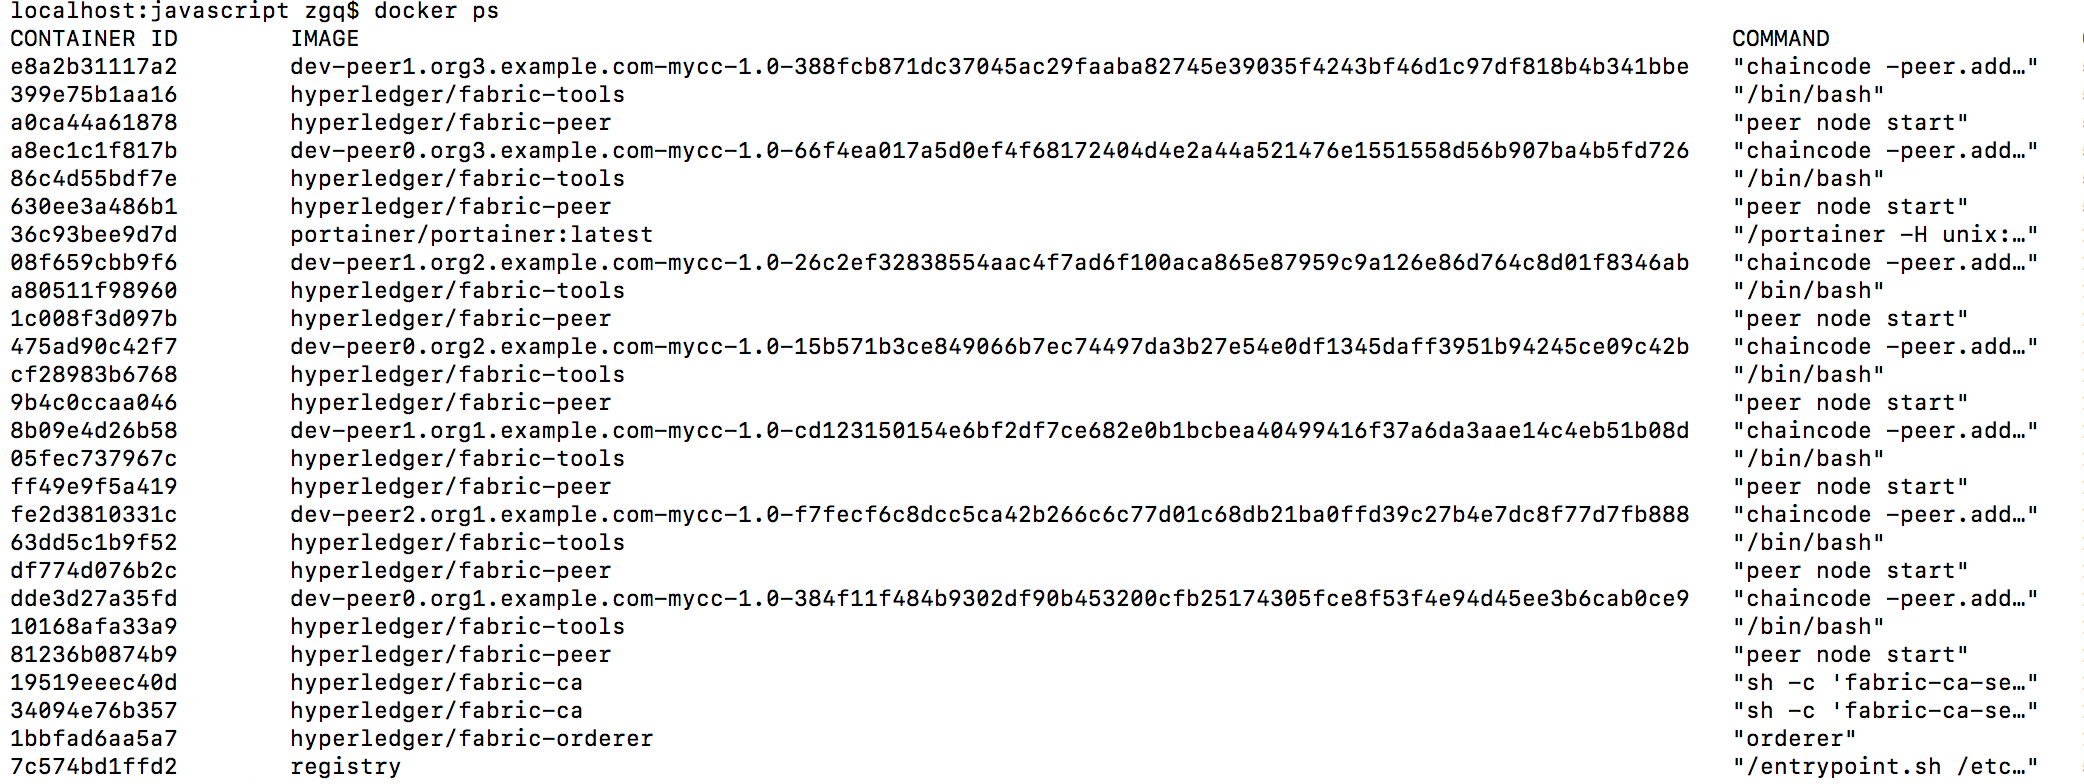 localhost:javascript zgq$ docker ps
CONTAINER ID        IMAGE                                                                                                  COMMAND
e8a2b31117a2        dev-peer1.org3.example.com-mycc-1.0-388fcb871dc37045ac29faaba82745e39035f4243bf46d1c97df818b4b341bbe   "chaincode -peer.add…"
399e75b1aa16        hyperledger/fabric-tools                                                                               "/bin/bash"
a0ca44a61878        hyperledger/fabric-peer                                                                                "peer node start"
a8ec1c1f817b        dev-peer0.org3.example.com-mycc-1.0-66f4ea017a5d0ef4f68172404d4e2a44a521476e1551558d56b907ba4b5fd726   "chaincode -peer.add…"
86c4d55bdf7e        hyperledger/fabric-tools                                                                               "/bin/bash"
630ee3a486b1        hyperledger/fabric-peer                                                                                "peer node start"
36c93bee9d7d        portainer/portainer:latest                                                                             "/portainer -H unix:…"
08f659cbb9f6        dev-peer1.org2.example.com-mycc-1.0-26c2ef32838554aac4f7ad6f100aca865e87959c9a126e86d764c8d01f8346ab   "chaincode -peer.add…"
a80511f98960        hyperledger/fabric-tools                                                                               "/bin/bash"
1c008f3d097b        hyperledger/fabric-peer                                                                                "peer node start"
475ad90c42f7        dev-peer0.org2.example.com-mycc-1.0-15b571b3ce849066b7ec74497da3b27e54e0df1345daff3951b94245ce09c42b   "chaincode -peer.add…"
cf28983b6768        hyperledger/fabric-tools                                                                               "/bin/bash"
9b4c0ccaa046        hyperledger/fabric-peer                                                                                "peer node start"
8b09e4d26b58        dev-peer1.org1.example.com-mycc-1.0-cd123150154e6bf2df7ce682e0b1bcbea40499416f37a6da3aae14c4eb51b08d   "chaincode -peer.add…"
05fec737967c        hyperledger/fabric-tools                                                                               "/bin/bash"
ff49e9f5a419        hyperledger/fabric-peer                                                                                "peer node start"
fe2d3810331c        dev-peer2.org1.example.com-mycc-1.0-f7fecf6c8dcc5ca42b266c6c77d01c68db21ba0ffd39c27b4e7dc8f77d7fb888   "chaincode -peer.add…"
63dd5c1b9f52        hyperledger/fabric-tools                                                                               "/bin/bash"
df774d076b2c        hyperledger/fabric-peer                                                                                "peer node start"
dde3d27a35fd        dev-peer0.org1.example.com-mycc-1.0-384f11f484b9302df90b453200cfb25174305fce8f53f4e94d45ee3b6cab0ce9   "chaincode -peer.add…"
10168afa33a9        hyperledger/fabric-tools                                                                               "/bin/bash"
81236b0874b9        hyperledger/fabric-peer                                                                                "peer node start"
19519eeec40d        hyperledger/fabric-ca                                                                                  "sh -c 'fabric-ca-se…"
34094e76b357        hyperledger/fabric-ca                                                                                  "sh -c 'fabric-ca-se…"
1bbfad6aa5a7        hyperledger/fabric-orderer                                                                             "orderer"
7c574bd1ffd2        registry                                                                                               "/entrypoint.sh /etc…"